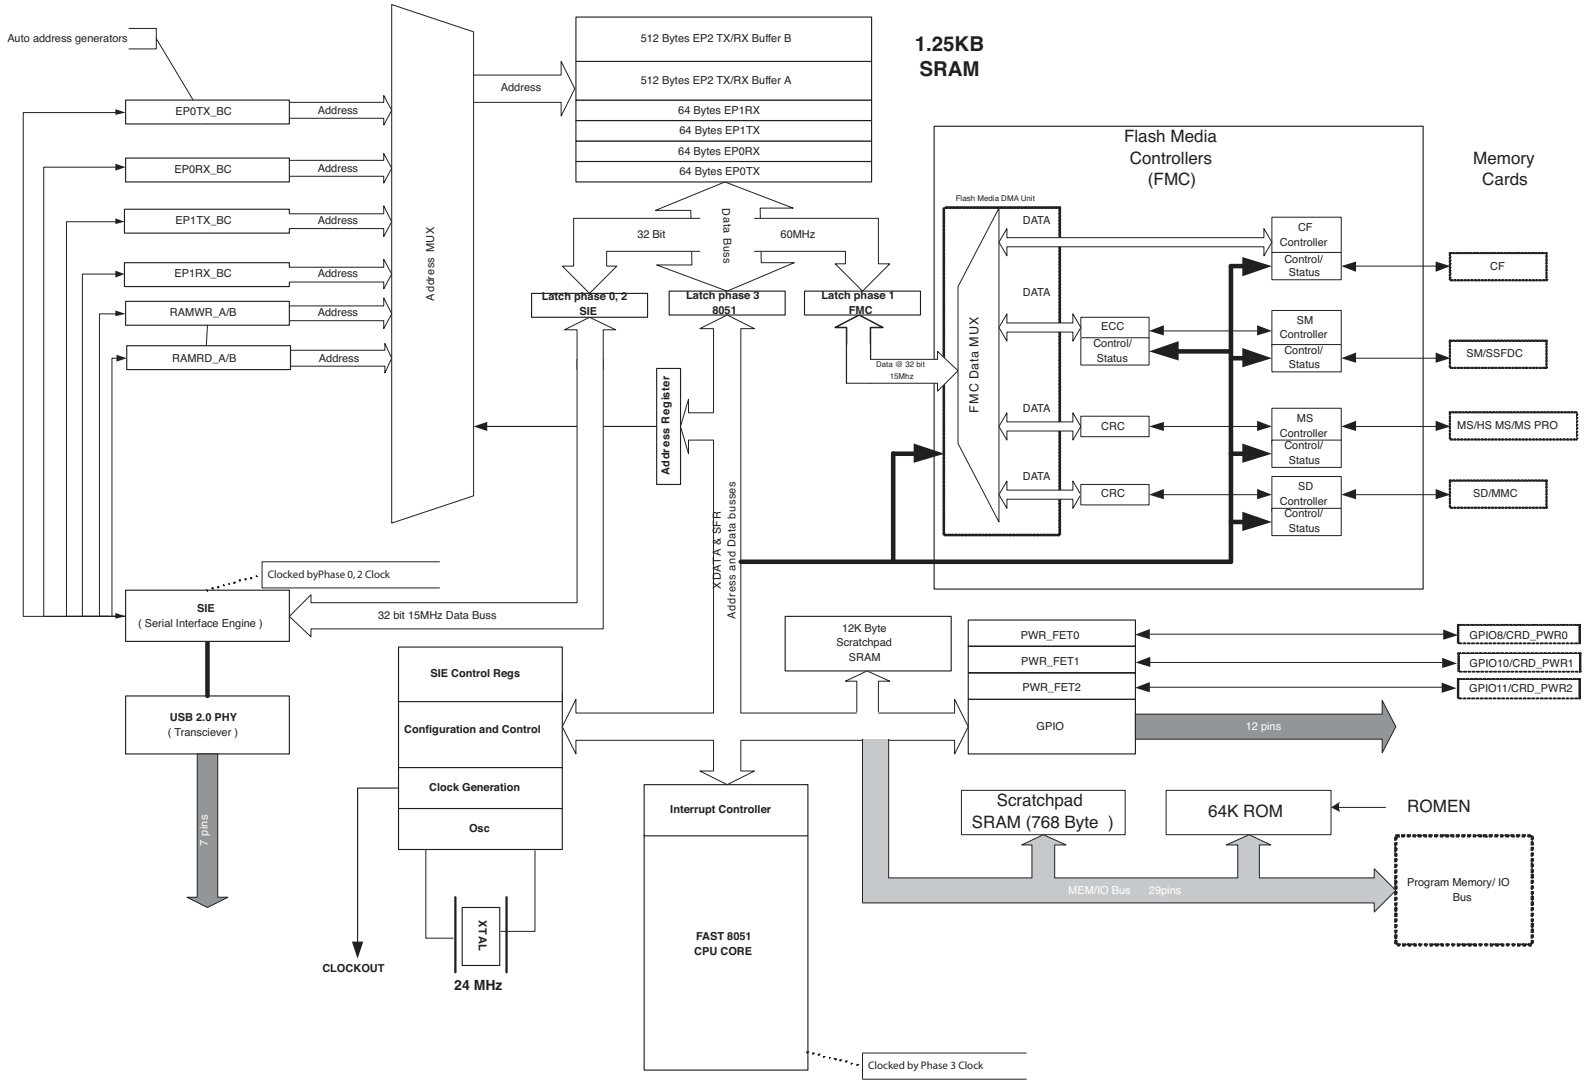 Auto address generators
EP0TX_BC
Address
EP0RX_BC
Address
EP1TX_BC
Address
EP1RX_BC
Address
RAMWR_A/B
Address
RAMRD_A/B
Address
Address MUX
Address
512 Bytes EP2 TX/RX Buffer B
512 Bytes EP2 TX/RX Buffer A
64 Bytes EP1RX
64 Bytes EP1TX
64 Bytes EP0RX
64 Bytes EP0TX
1.25KB
SRAM
32 Bit
Data Buss
60MHz
Latch phase 0, 2
SIE
Latch phase 3
8051
Latch phase 1
FMC
Address Register
Data @ 32 bit
15Mhz
Flash Media
Controllers
(FMC)
Flash Media DMA Unit
FMC Data MUX
DATA
DATA
DATA
DATA
ECC
Control/
Status
CRC
CRC
CF
Controller
Control/
Status
SM
Controller
Control/
Status
MS
Controller
Control/
Status
SD
Controller
Control/
Status
Memory
Cards
CF
SM/SSFDC
MS/HS MS/MS PRO
SD/MMC
XDATA & SFR
Address and Data busses
Clocked byPhase 0, 2 Clock
SIE
( Serial Interface Engine )
32 bit 15MHz Data Buss
USB 2.0 PHY
( Transciever )
7 pins
SIE Control Regs
Configuration and Control
Clock Generation
Osc
CLOCKOUT
XTAL
24 MHz
12K Byte
Scratchpad
SRAM
PWR_FET0
PWR_FET1
PWR_FET2
GPIO
GPIO8/CRD_PWR0
GPIO10/CRD_PWR1
GPIO11/CRD_PWR2
12 pins
Interrupt Controller
FAST 8051
CPU CORE
Clocked by Phase 3 Clock
Scratchpad
SRAM (768 Byte )
64K ROM
ROMEN
MEM/IO Bus 29pins
Program Memory/ IO
Bus